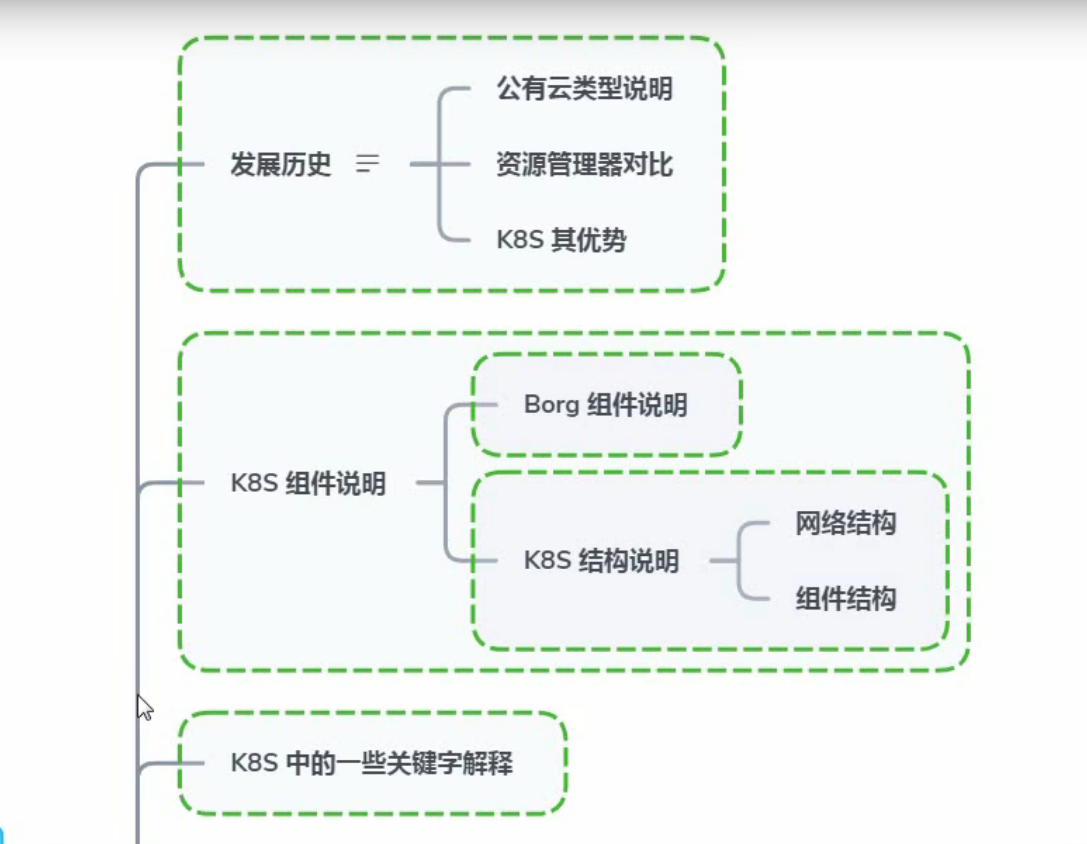 公有云类型说明
发展历史
资源管理器对比
K8S 其优势
Borg 组件说明
K8S 组件说明
网络结构
K8S 结构说明
组件结构
K8S 中的一些关键字解释